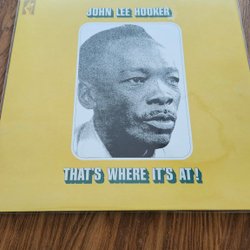 JOHN LEE HOOKER
THAT'S WHERE IT'S AT!